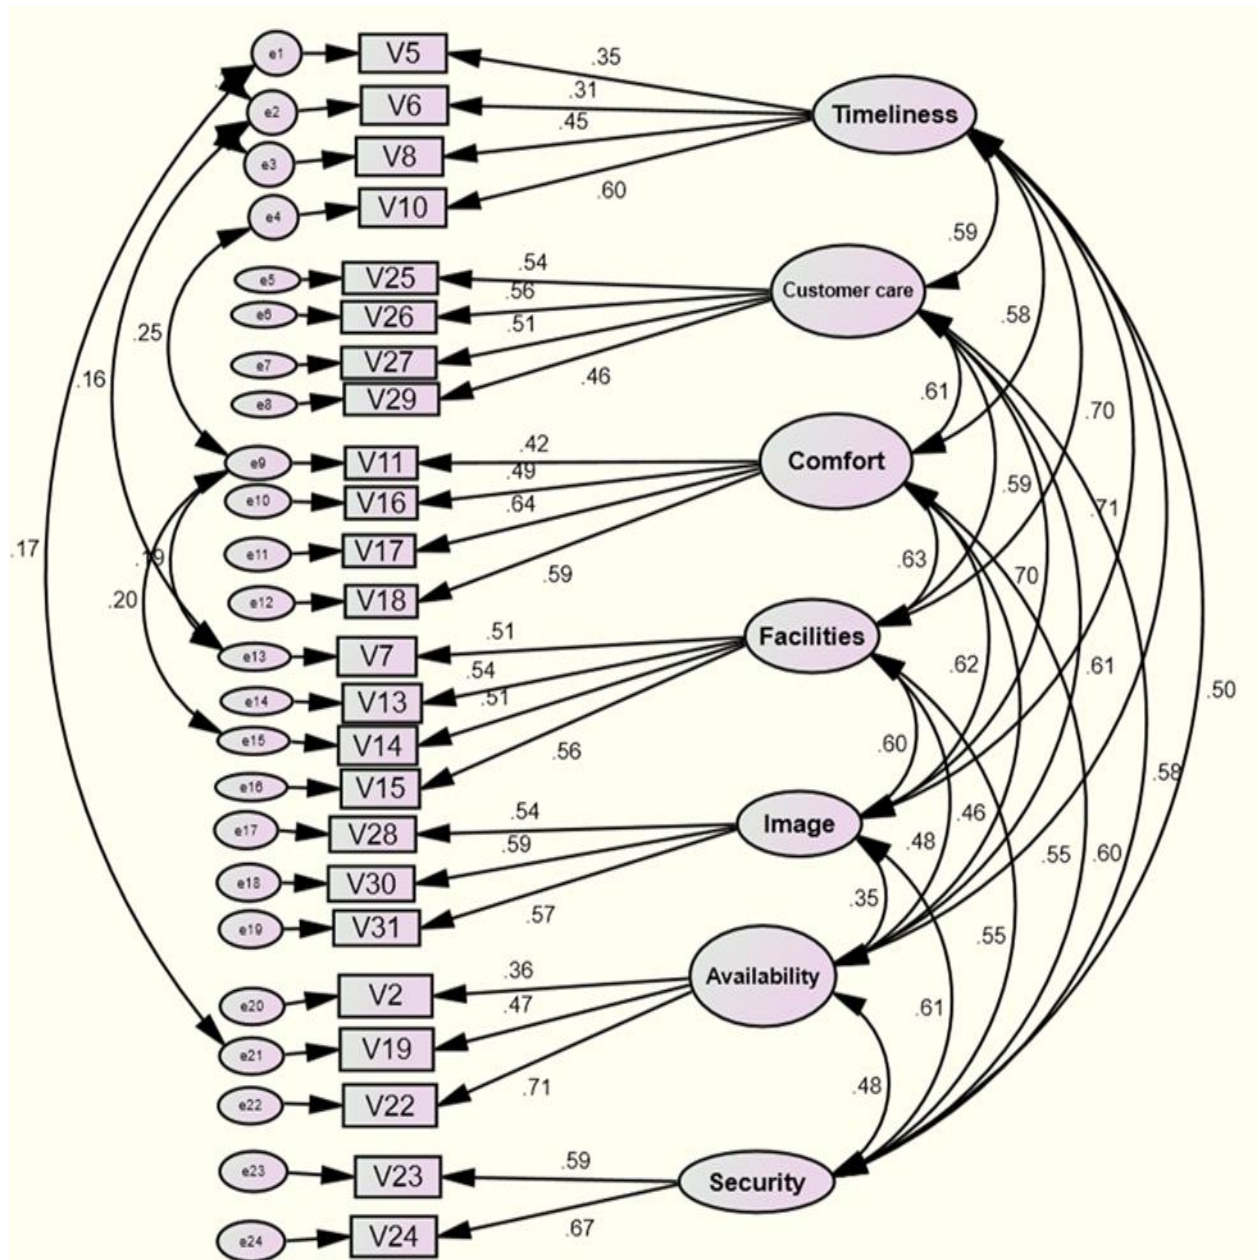 e1 V5 .35
.31 Timeliness
e2 V6
.45
e3 V8
e4 V10 .60
.59
e5 V25 .54
.56 Customer care
e6 V26
.51 .58
.25
e7 V27
.16 .46 .61
e8 V29
.70
e9 V11 .42 Comfort
.49 .59
e10 V16
.64 .71
.17 e11 V17
.19 .63 .70
.20 e12 V18 .59
e13 V7 .51 Facilities
.54 .62 .61
e14 V13
.51 .50
e15 V14
.56 .60
e16 V15 .58
.54 .46
e17 V28 Image
.59 .48
e18 V30 .55 .60
.35
e19 V31 .57
.55
e20 V2 .36 Availability
.47 .61
e21 V19
e22 V22 .71 .48
e23 V23 .59 Security
e24 V24 .67